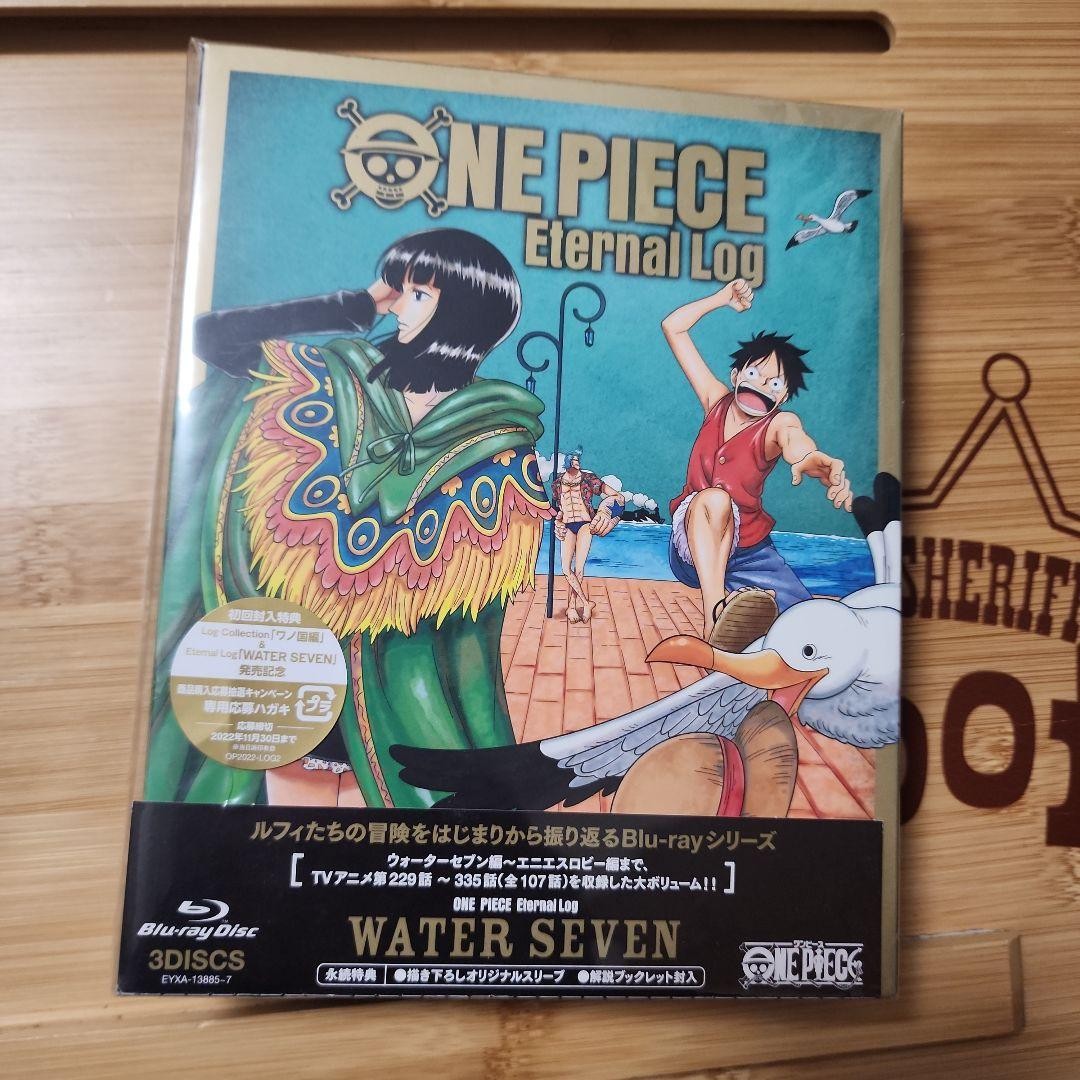 ONE PIECE
Eternal Log
初回封入特典
Log Collection「ワノ国編」
&
Eternal Log「WATER SEVEN」
発売記念
商品購入応募抽選キャンペーン
専用応募ハガキ
プラ
応募締切
2022年11月30日まで
※当日消印有効
OP2022-LOG2
SHERIFF
ルフィたちの冒険をはじまりから振り返るBlu-rayシリーズ
ウォーターセブン編〜エニエスロビー編まで、
TVアニメ第229話 〜 335話(全107話)を収録した大ボリューム!!
ONE PIECE Eternal Log
WATER SEVEN
Blu-ray Disc
3DISCS
EYXA-13885~7
永続特典 ●描き下ろしオリジナルスリーブ ●解説ブックレット封入
ワンピース
ONE PIECE